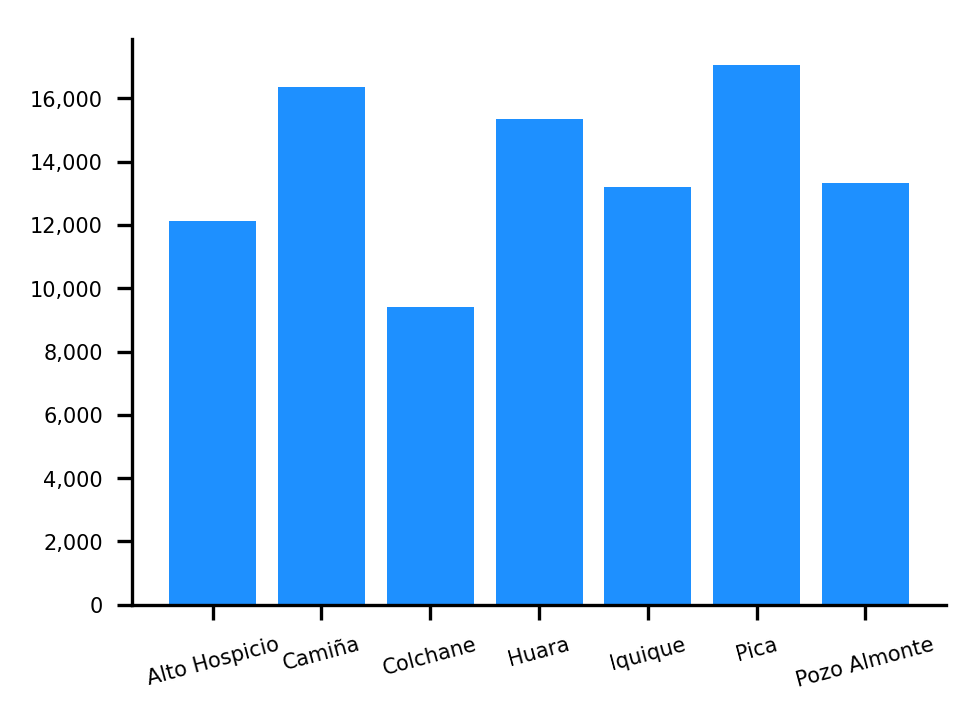 16,000
14,000
12,000
10,000
8,000
6,000
4,000
2,000
0
Alto Hospicio
Camiña
Colchane
Huara
Iquique
Pica
Pozo Almonte